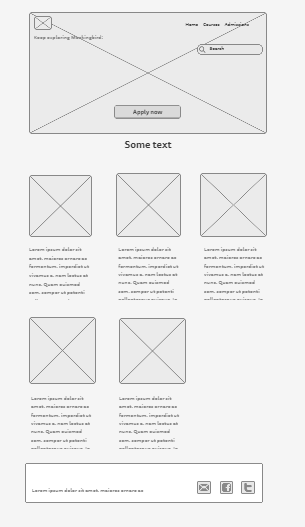 Home Courses Admissions
Keep exploring Mockingbird!
Search
Apply now
Some text
Lorem ipsum dolor sit
amet, maiores ornare ac
fermentum, imperdiet ut
vivamus a, nam lectus at
nunc. Quam euismod
sem, semper ut potenti
Lorem ipsum dolor sit
amet, maiores ornare ac
fermentum, imperdiet ut
vivamus a, nam lectus at
nunc. Quam euismod
sem, semper ut potenti
Lorem ipsum dolor sit
amet, maiores ornare ac
fermentum, imperdiet ut
vivamus a, nam lectus at
nunc. Quam euismod
sem, semper ut potenti
Lorem ipsum dolor sit
amet, maiores ornare ac
fermentum, imperdiet ut
vivamus a, nam lectus at
nunc. Quam euismod
sem, semper ut potenti
Lorem ipsum dolor sit
amet, maiores ornare ac
fermentum, imperdiet ut
vivamus a, nam lectus at
nunc. Quam euismod
sem, semper ut potenti
Lorem ipsum dolor sit amet, maiores ornare ac